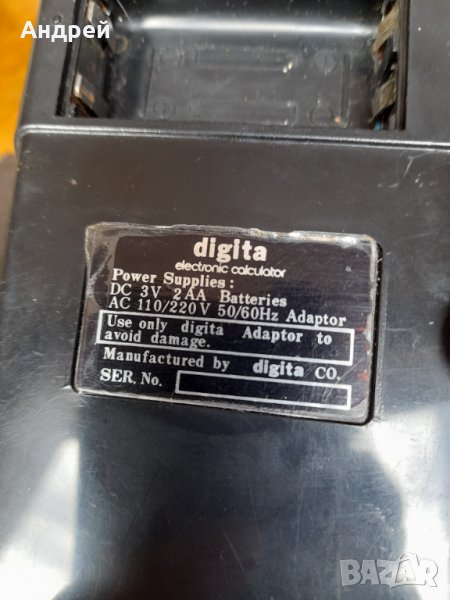 Андрей
digita
electronic calculator
Power Supplies:
DC 3V 2AA Batteries
AC 110/220V 50/60Hz Adaptor
Use only digita Adaptor to
avoid damage.
Manufactured by digita CO.
SER. No.
BAZAR